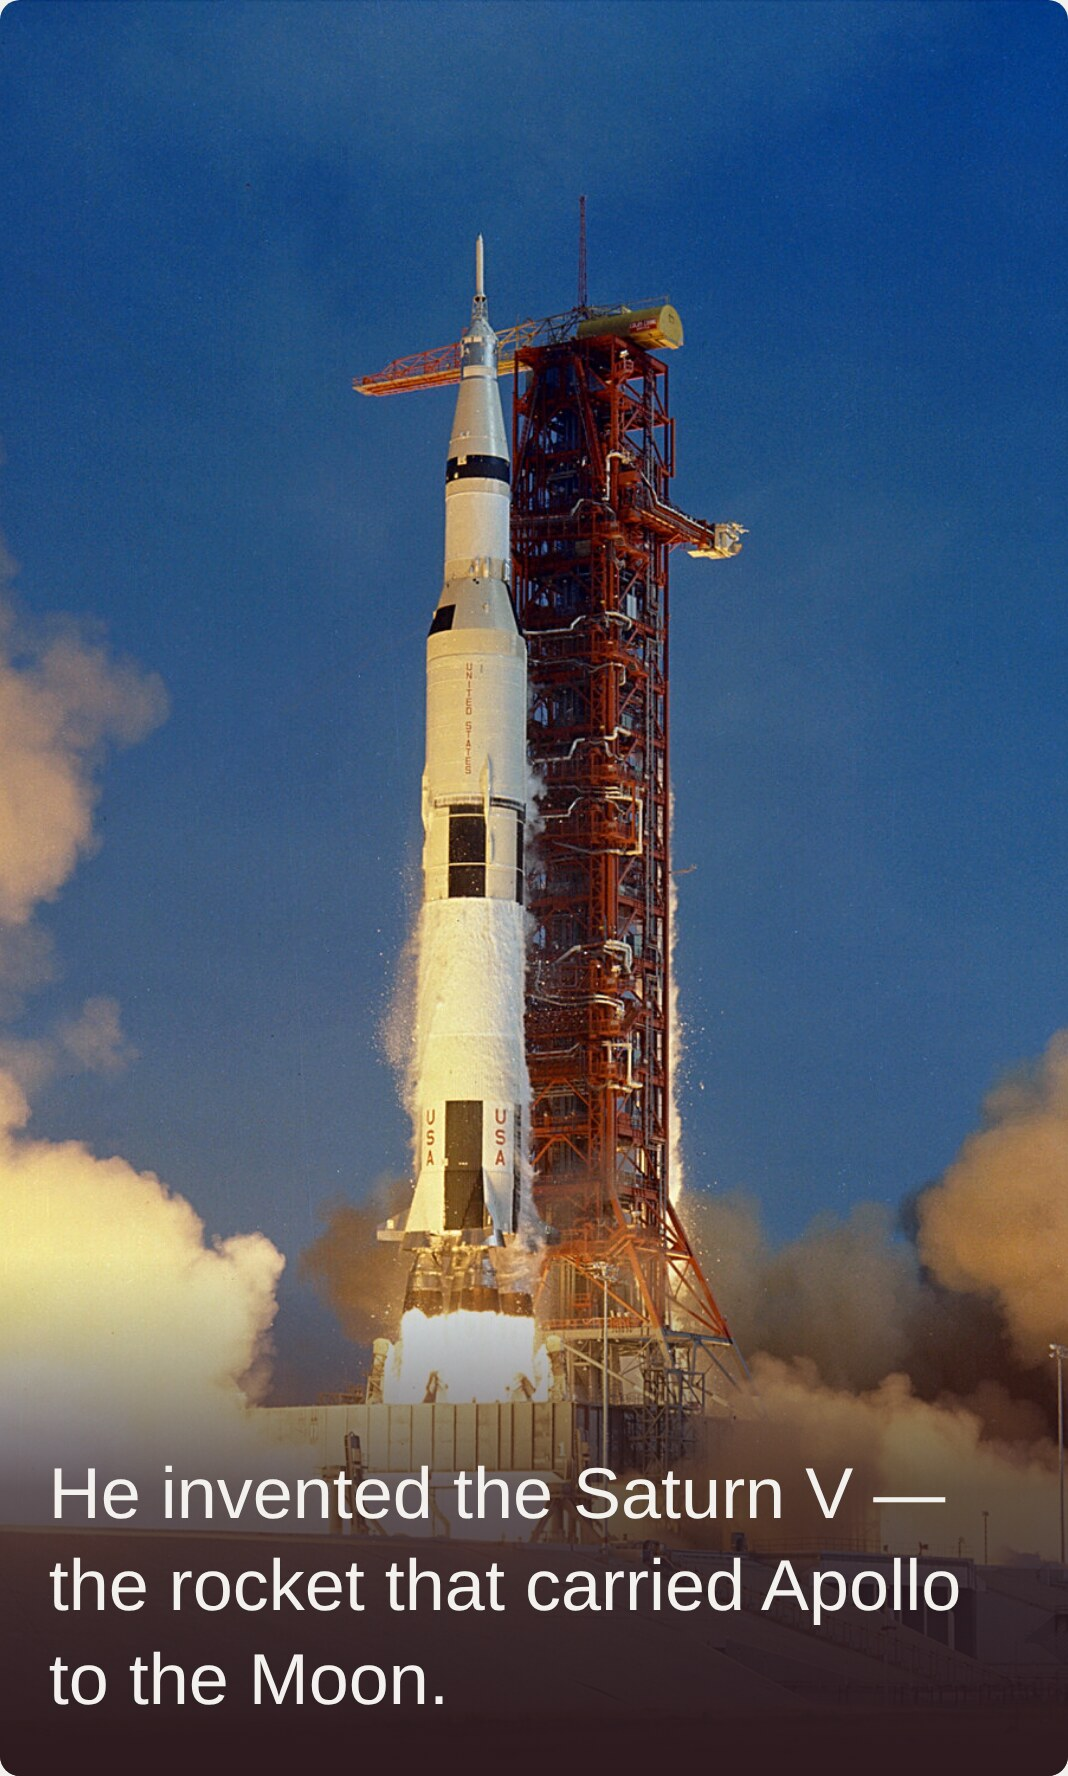 UNITED STATES
USA
USA
He invented the Saturn V —
the rocket that carried Apollo
to the Moon.